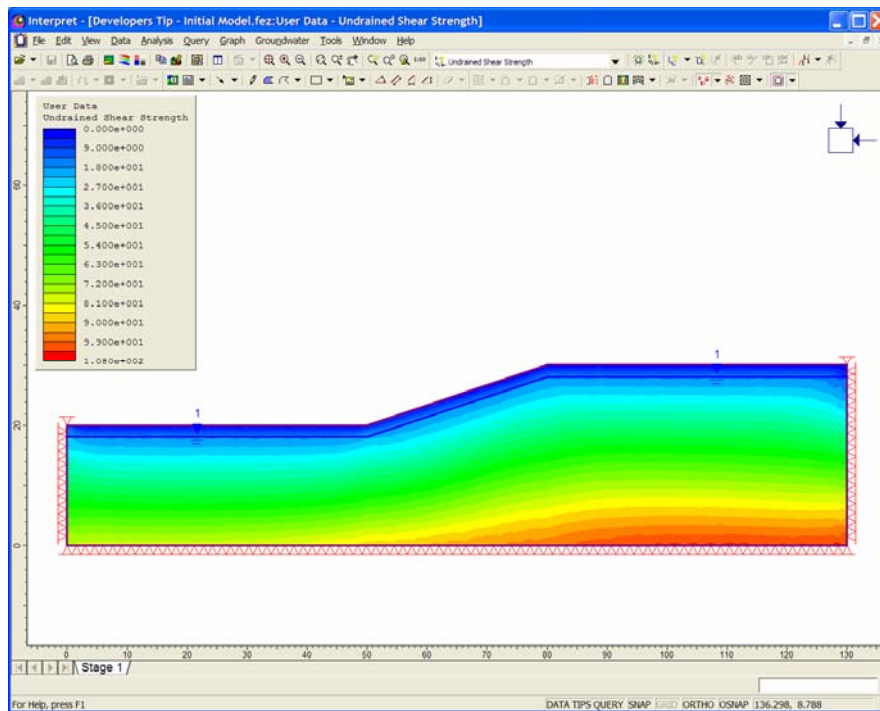 Interpret - [Developers Tip - Initial Model.fez:User Data - Undrained Shear Strength]
File Edit View Data Analysis Query Graph Groundwater Tools Window Help
Undrained Shear Strength
User Data
Undrained Shear Strength
0.000e+000
9.000e+000
1.800e+001
2.700e+001
3.600e+001
4.500e+001
5.400e+001
6.300e+001
7.200e+001
8.100e+001
9.000e+001
9.900e+001
1.080e+002
60
40
20
0
1
1
0 10 20 30 40 50 60 70 80 90 100 110 120 130
Stage 1
For Help, press F1
DATA TIPS QUERY SNAP GRID ORTHO OSNAP 136.298, 8.788